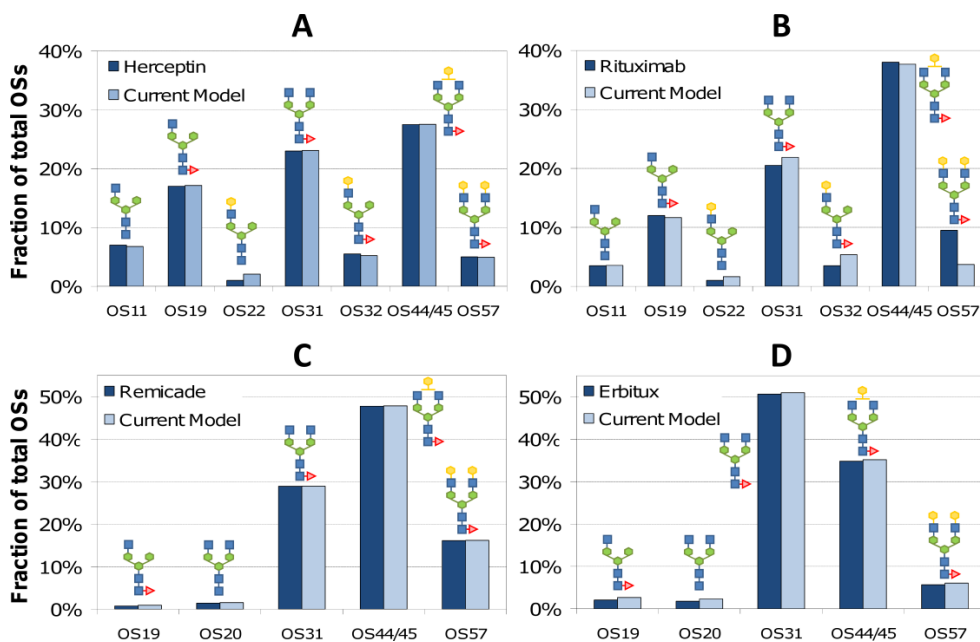 A
Fraction of total OSs
40%
30%
20%
10%
0%
Herceptin
Current Model
OS11 OS19 OS22 OS31 OS32 OS44/45 OS57
B
40%
30%
20%
10%
0%
Rituximab
Current Model
OS11 OS19 OS22 OS31 OS32 OS44/45 OS57
C
Fraction of total OSs
50%
40%
30%
20%
10%
0%
Remicade
Current Model
OS19 OS20 OS31 OS44/45 OS57
D
50%
40%
30%
20%
10%
0%
Erbitux
Current Model
OS19 OS20 OS31 OS44/45 OS57